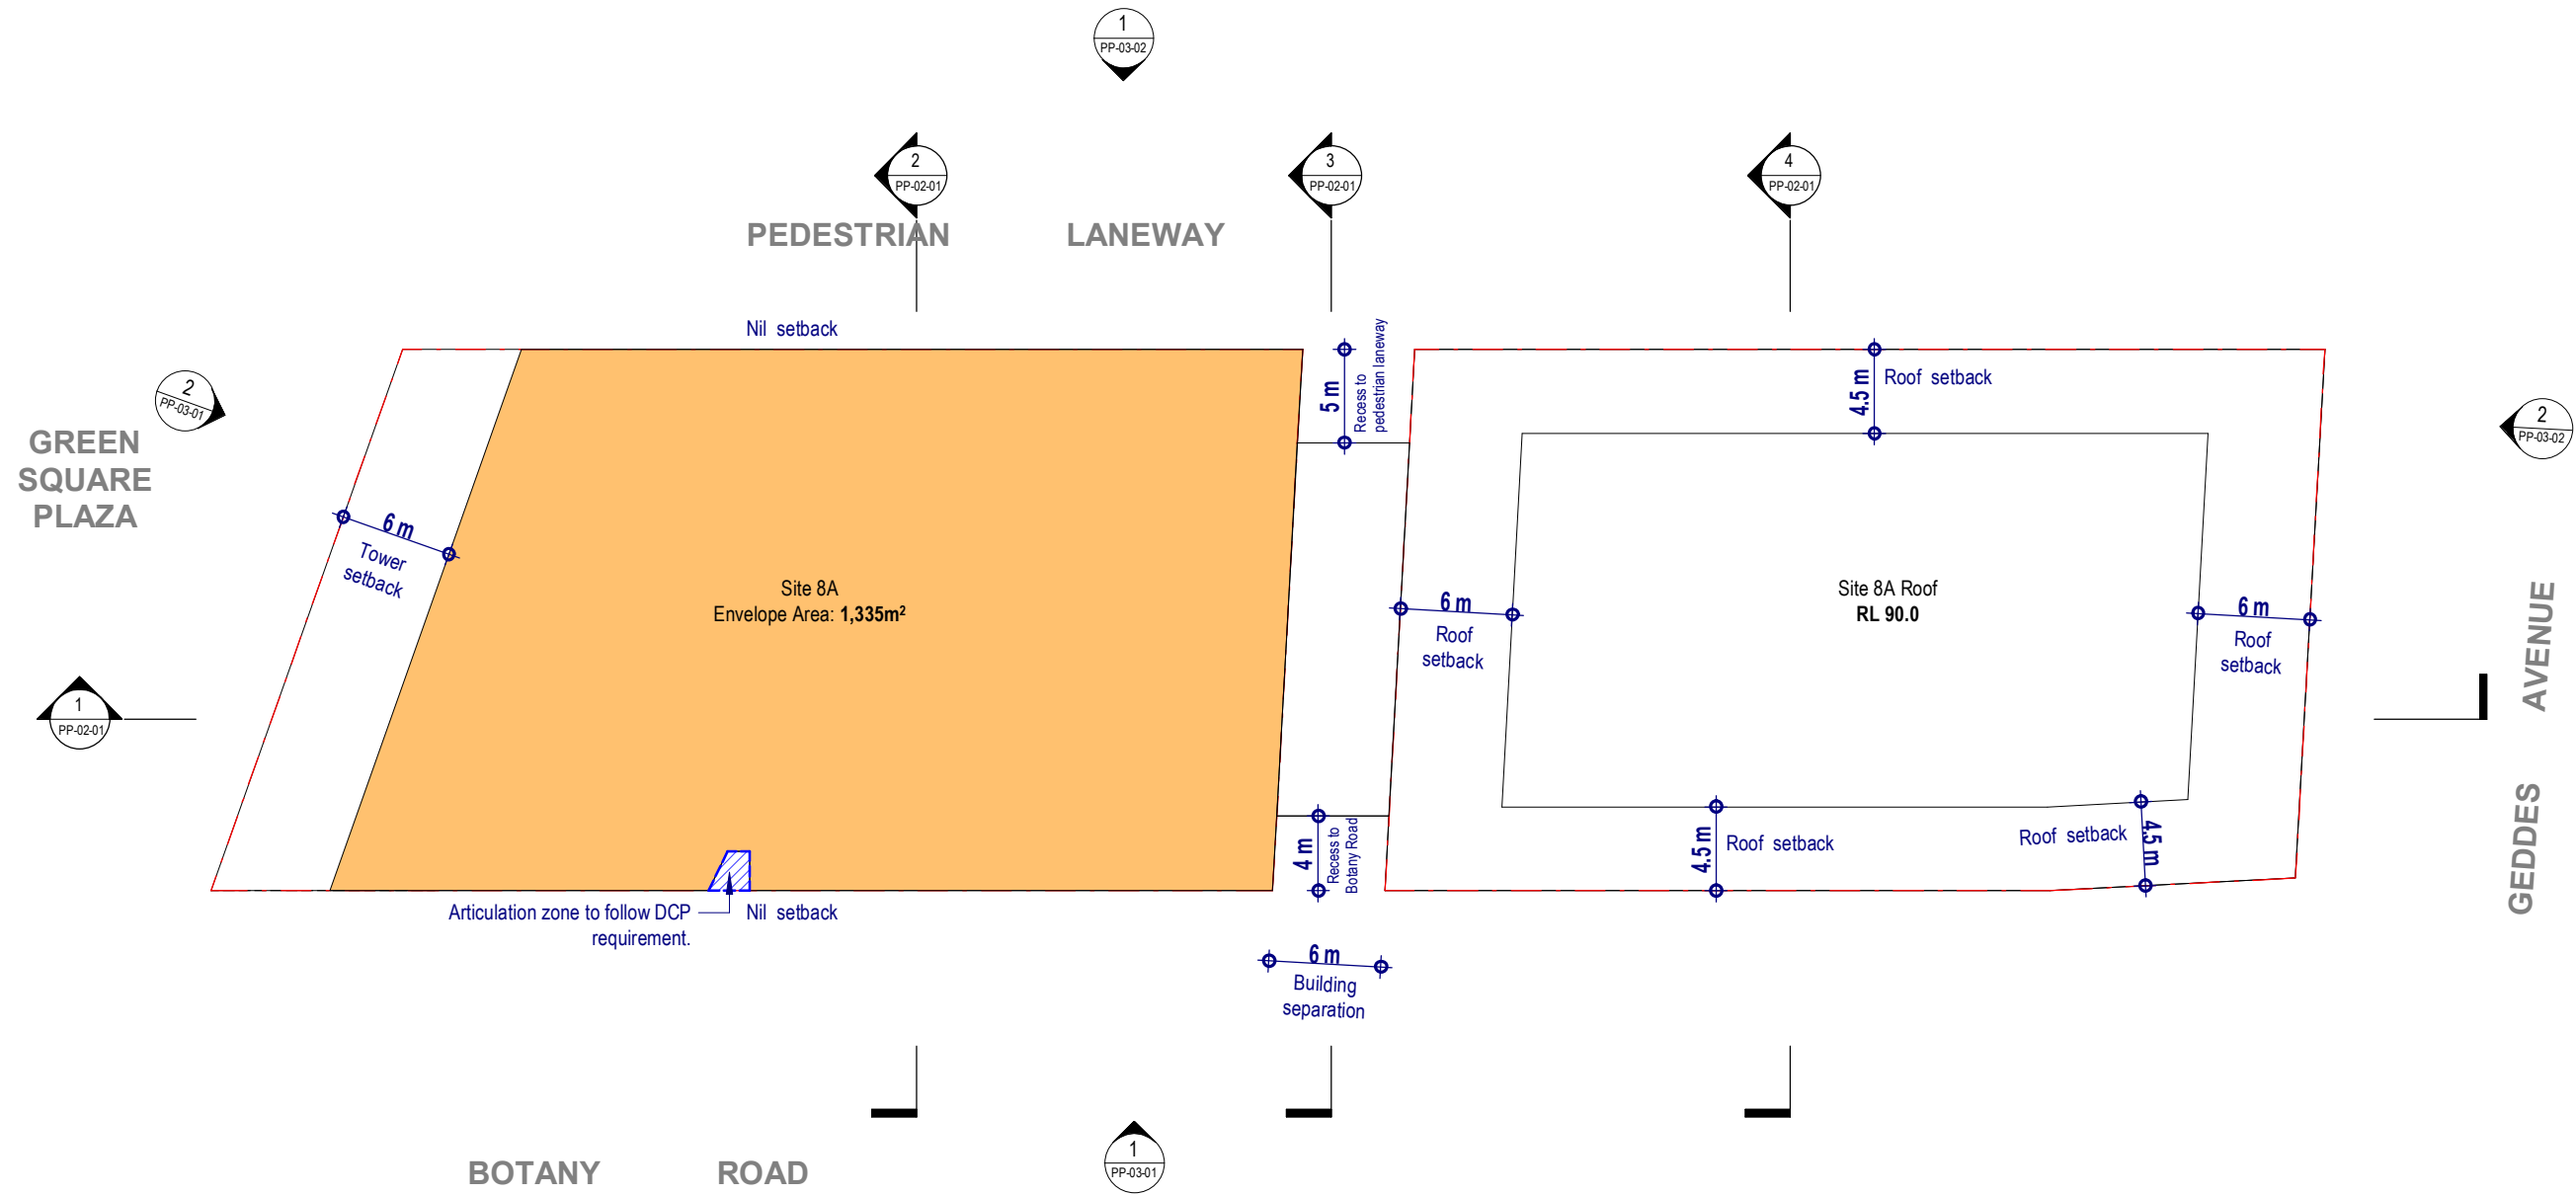 1
PP-03-02
2
PP-02-01
3
PP-02-01
4
PP-02-01
PEDESTRIAN LANEWAY
Nil setback
5 m
Recess to
pedestrian laneway
4.5 m
Roof setback
2
PP-03-01
GREEN
SQUARE
PLAZA
2
PP-03-02
6 m
Tower
setback
Site 8A
Envelope Area: 1,335m²
6 m
Roof
setback
Site 8A Roof
RL 90.0
6 m
Roof
setback
GEDDES AVENUE
1
PP-02-01
4 m
Recess to
Botany Road
4.5 m
Roof setback
Roof setback
4.5 m
Articulation zone to follow DCP
requirement.
Nil setback
6 m
Building
separation
BOTANY ROAD
1
PP-03-01